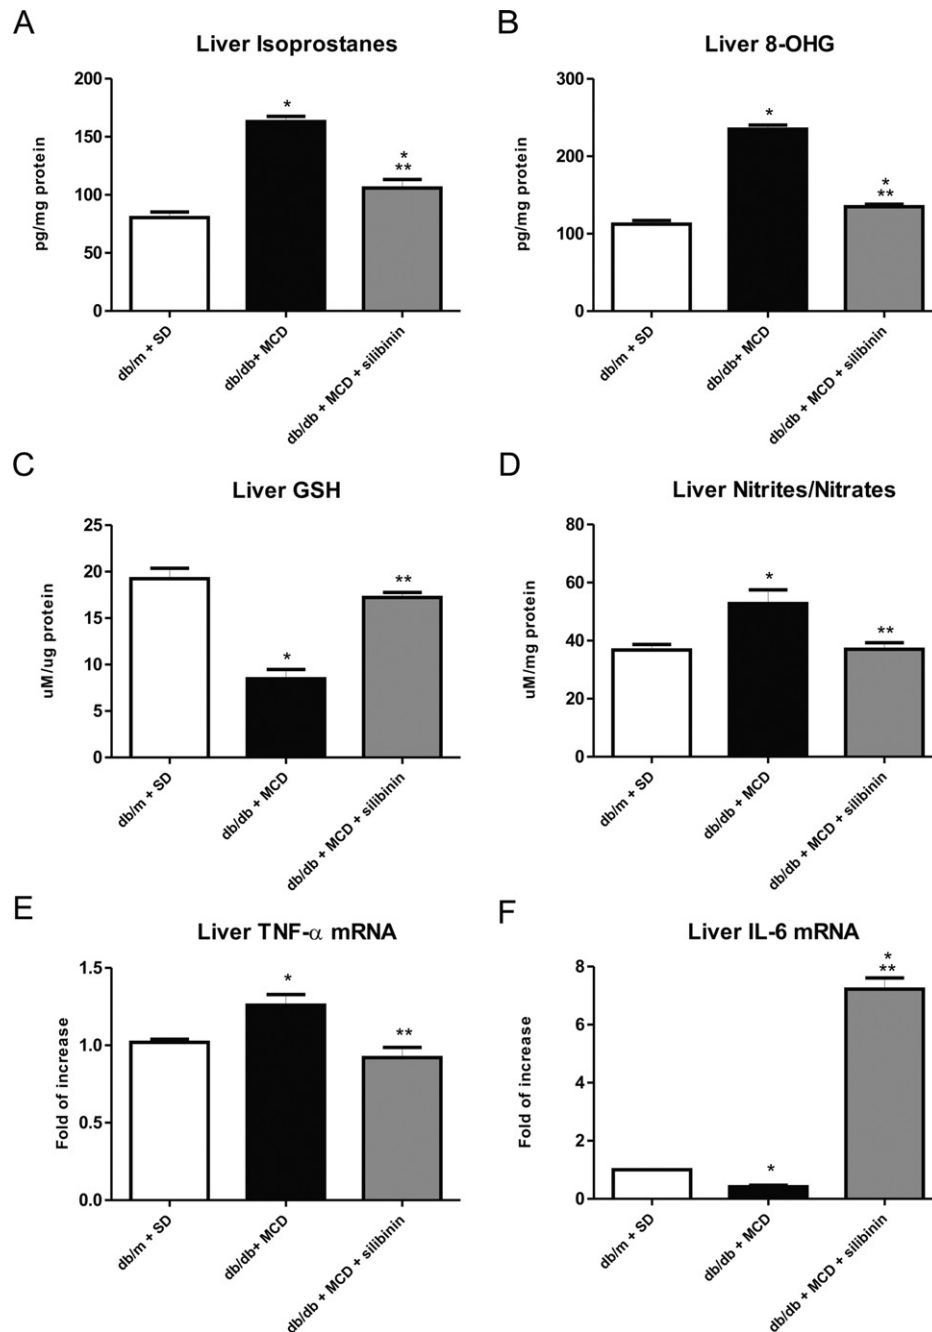 A
Liver Isoprostanes
pg/mg protein
200
150
100
50
0
*
*
**
db/m + SD
db/db+ MCD
db/db + MCD + silibinin
B
Liver 8-OHG
pg/mg protein
300
200
100
0
*
*
**
db/m + SD
db/db+ MCD
db/db + MCD + silibinin
C
Liver GSH
uM/ug protein
25
20
15
10
5
0
*
**
db/m + SD
db/db + MCD
db/db + MCD + silibinin
D
Liver Nitrites/Nitrates
uM/mg protein
80
60
40
20
0
*
**
db/m + SD
db/db + MCD
db/db + MCD + silibinin
E
Liver TNF-α mRNA
Fold of increase
1.5
1.0
0.5
0.0
*
**
db/m + SD
db/db+ MCD
db/db + MCD + silibinin
F
Liver IL-6 mRNA
Fold of increase
8
6
4
2
0
*
*
**
db/m + SD
db/db + MCD
db/db + MCD + silibinin